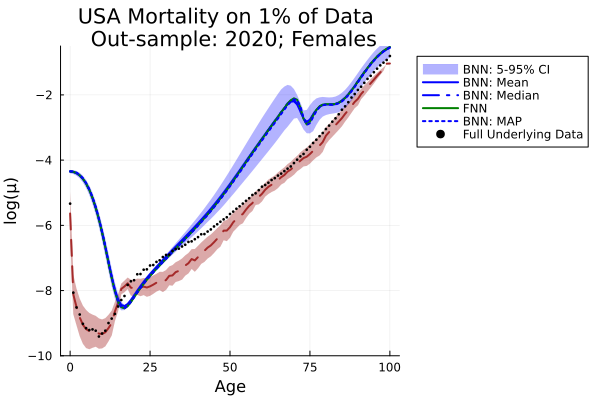 USA Mortality on 1% of Data
Out-sample: 2020; Females
BNN: 5-95% CI
BNN: Mean
BNN: Median
FNN
BNN: MAP
Full Underlying Data
log(μ)
−2
−4
−6
−8
−10
0 25 50 75 100
Age